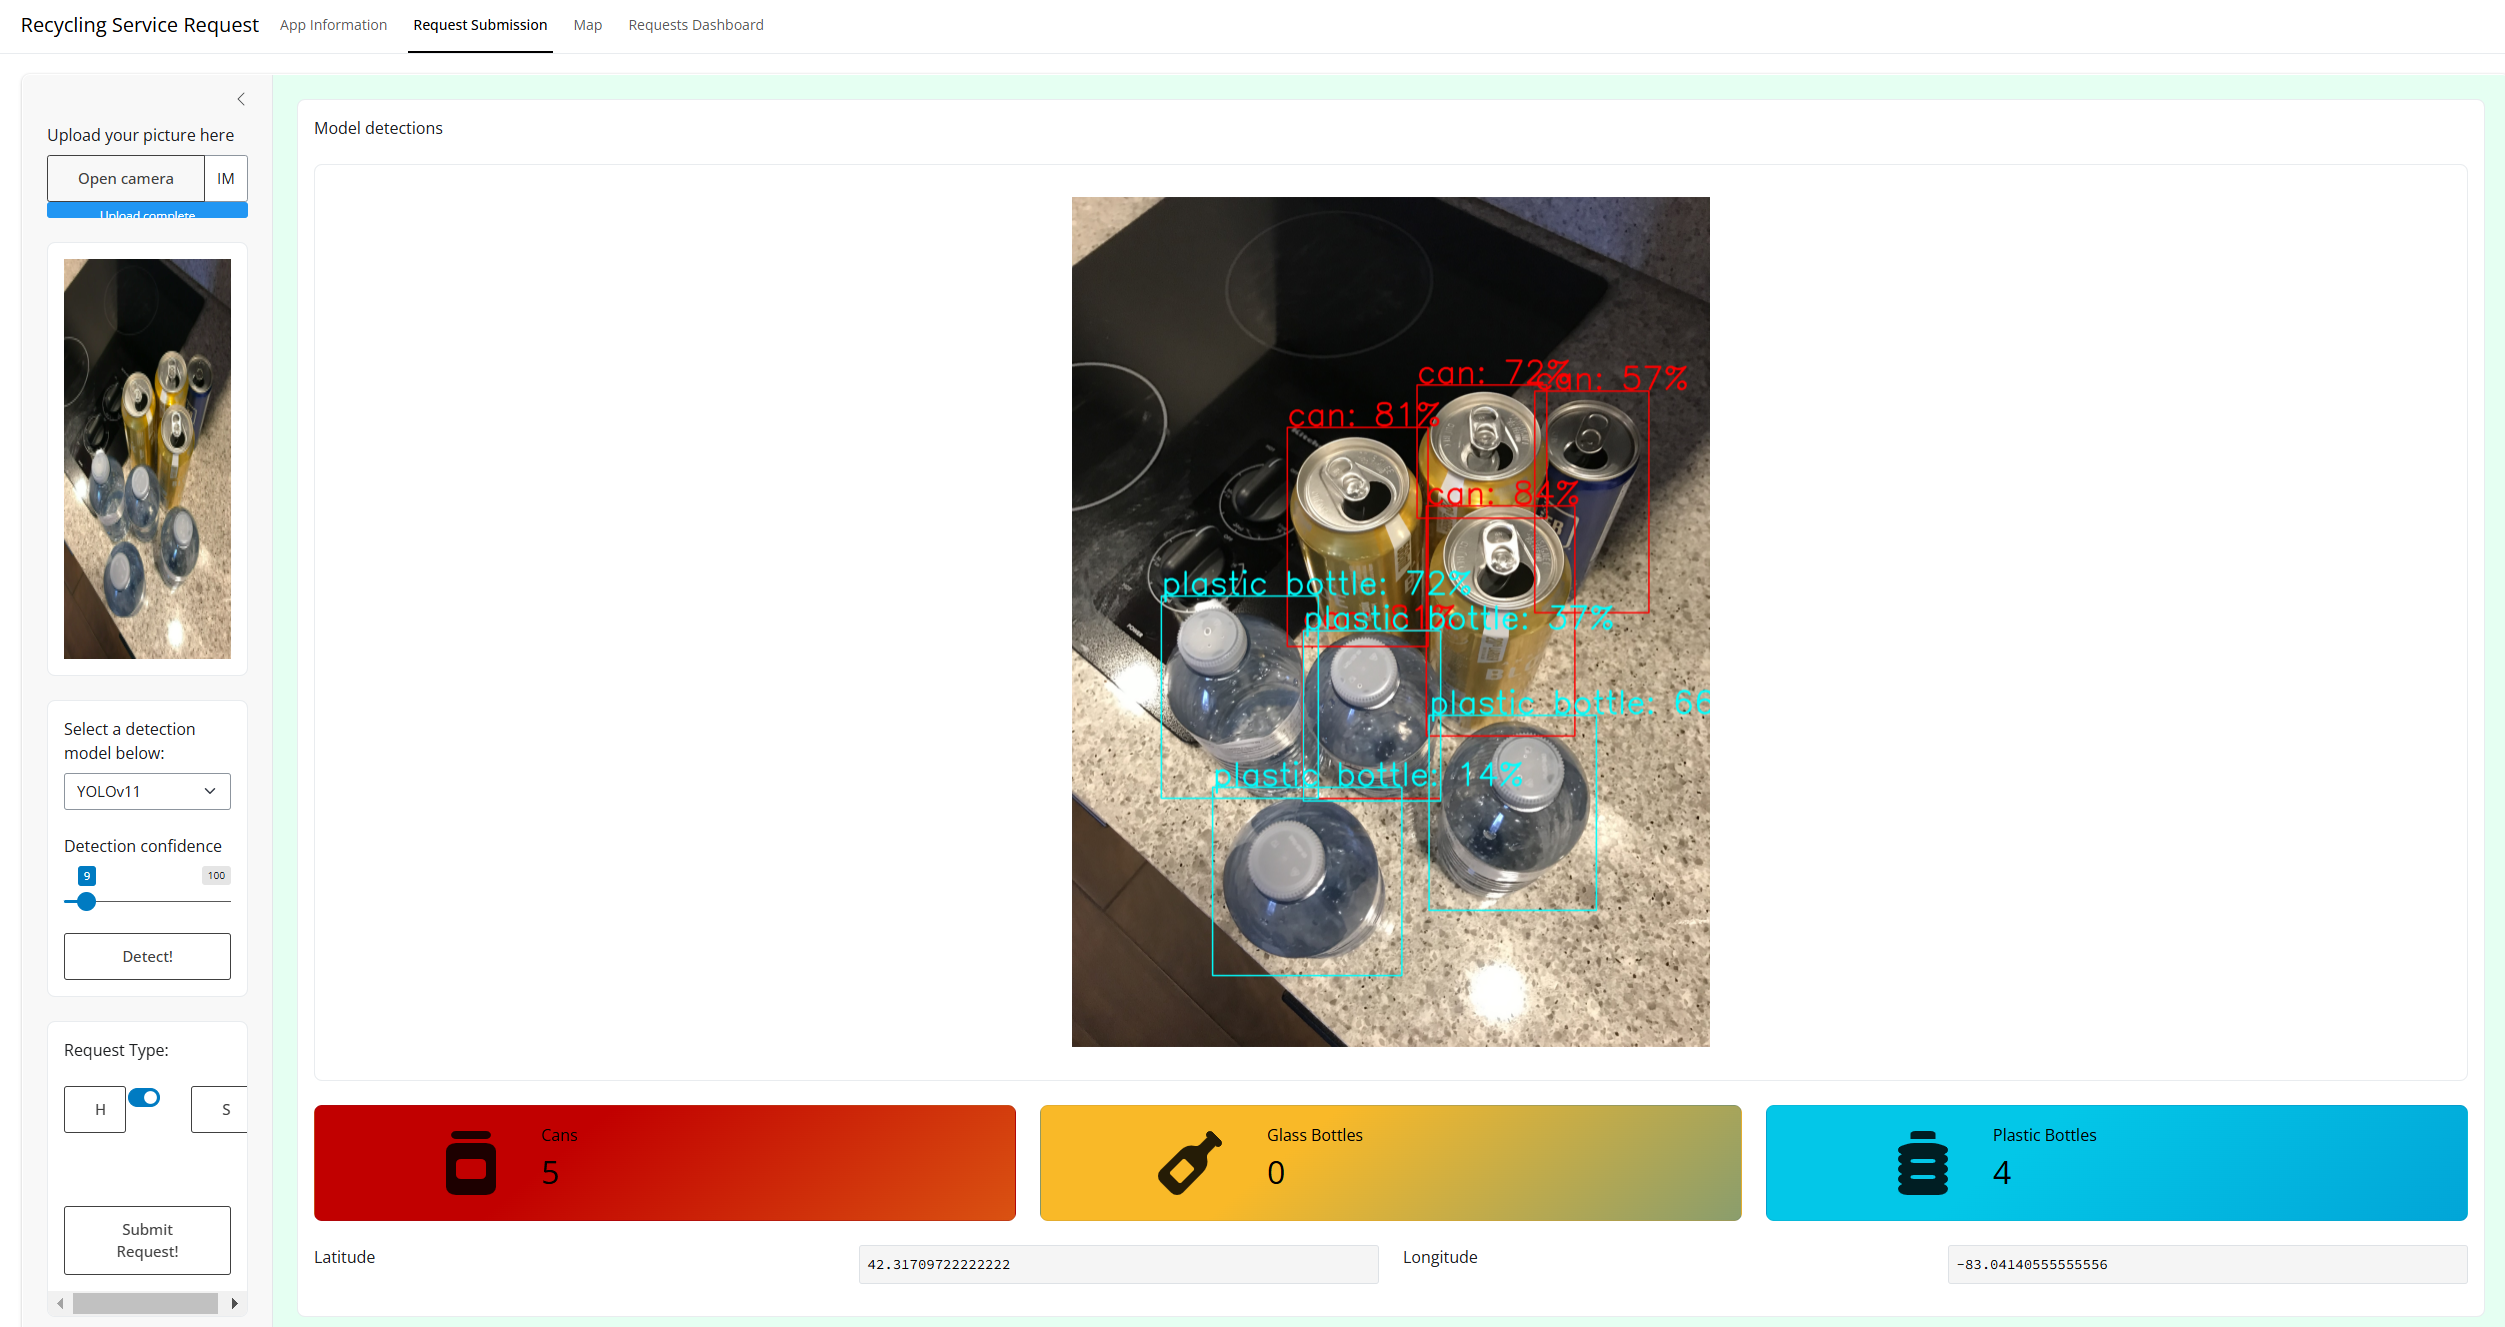 Recycling Service Request
App Information
Request Submission
Map
Requests Dashboard
Upload your picture here
Open camera
IM
Upload complete
Select a detection
model below:
YOLOv11
Detection confidence
9
100
Detect!
Request Type:
H
S
Submit
Request!
Model detections
can: 72%
can: 57%
can: 81%
can: 84%
plastic bottle: 72%
plastic bottle: 37%
plastic bottle: 66
plastic bottle: 14%
POWER
Cans
5
Glass Bottles
0
Plastic Bottles
4
Latitude
42.31709722222222
Longitude
-83.04140555555556